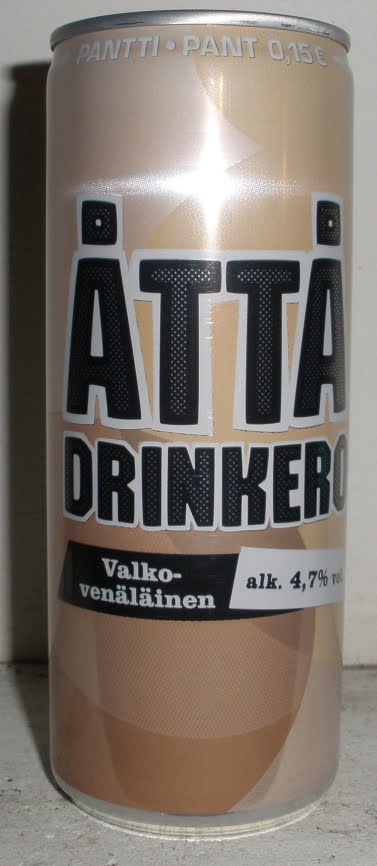 PANTTI • PANT 0,15 €
ÅTTÅ
DRINKERO
Valko-
venäläinen
alk. 4,7% vol